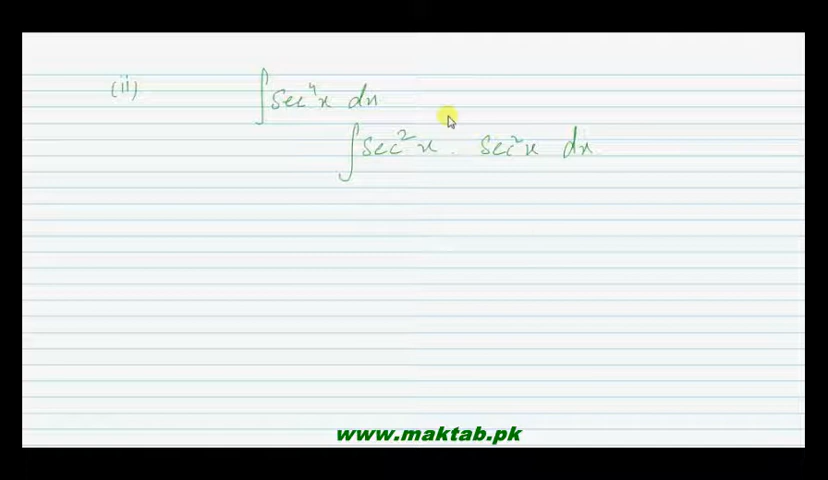 (ii) ∫sec⁴x dx
∫sec²x . sec²x dx
www.maktab.pk